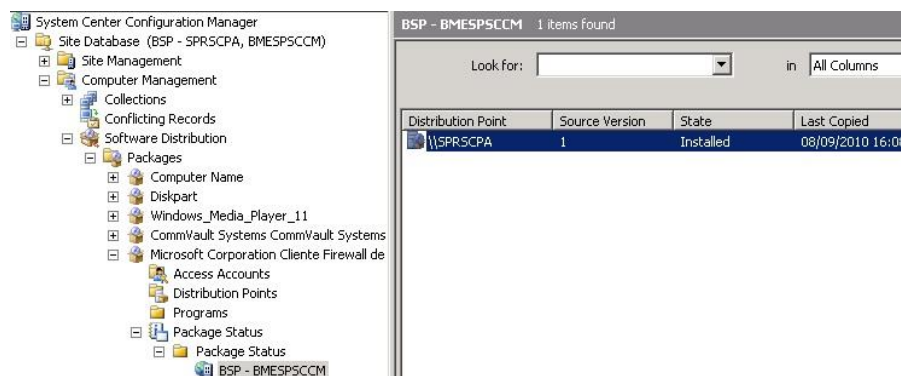 System Center Configuration Manager
Site Database (BSP - SPRSCPA, BMESPSCCM)
Site Management
Computer Management
Collections
Conflicting Records
Software Distribution
Packages
Computer Name
Diskpart
Windows_Media_Player_11
CommVault Systems CommVault Systems
Microsoft Corporation Cliente Firewall de
Access Accounts
Distribution Points
Programs
Package Status
Package Status
BSP - BMESPSCCM
BSP - BMESPSCCM 1 items found
Look for: in All Columns
Distribution Point Source Version State Last Copied
\\SPRSCPA 1 Installed 08/09/2010 16:08